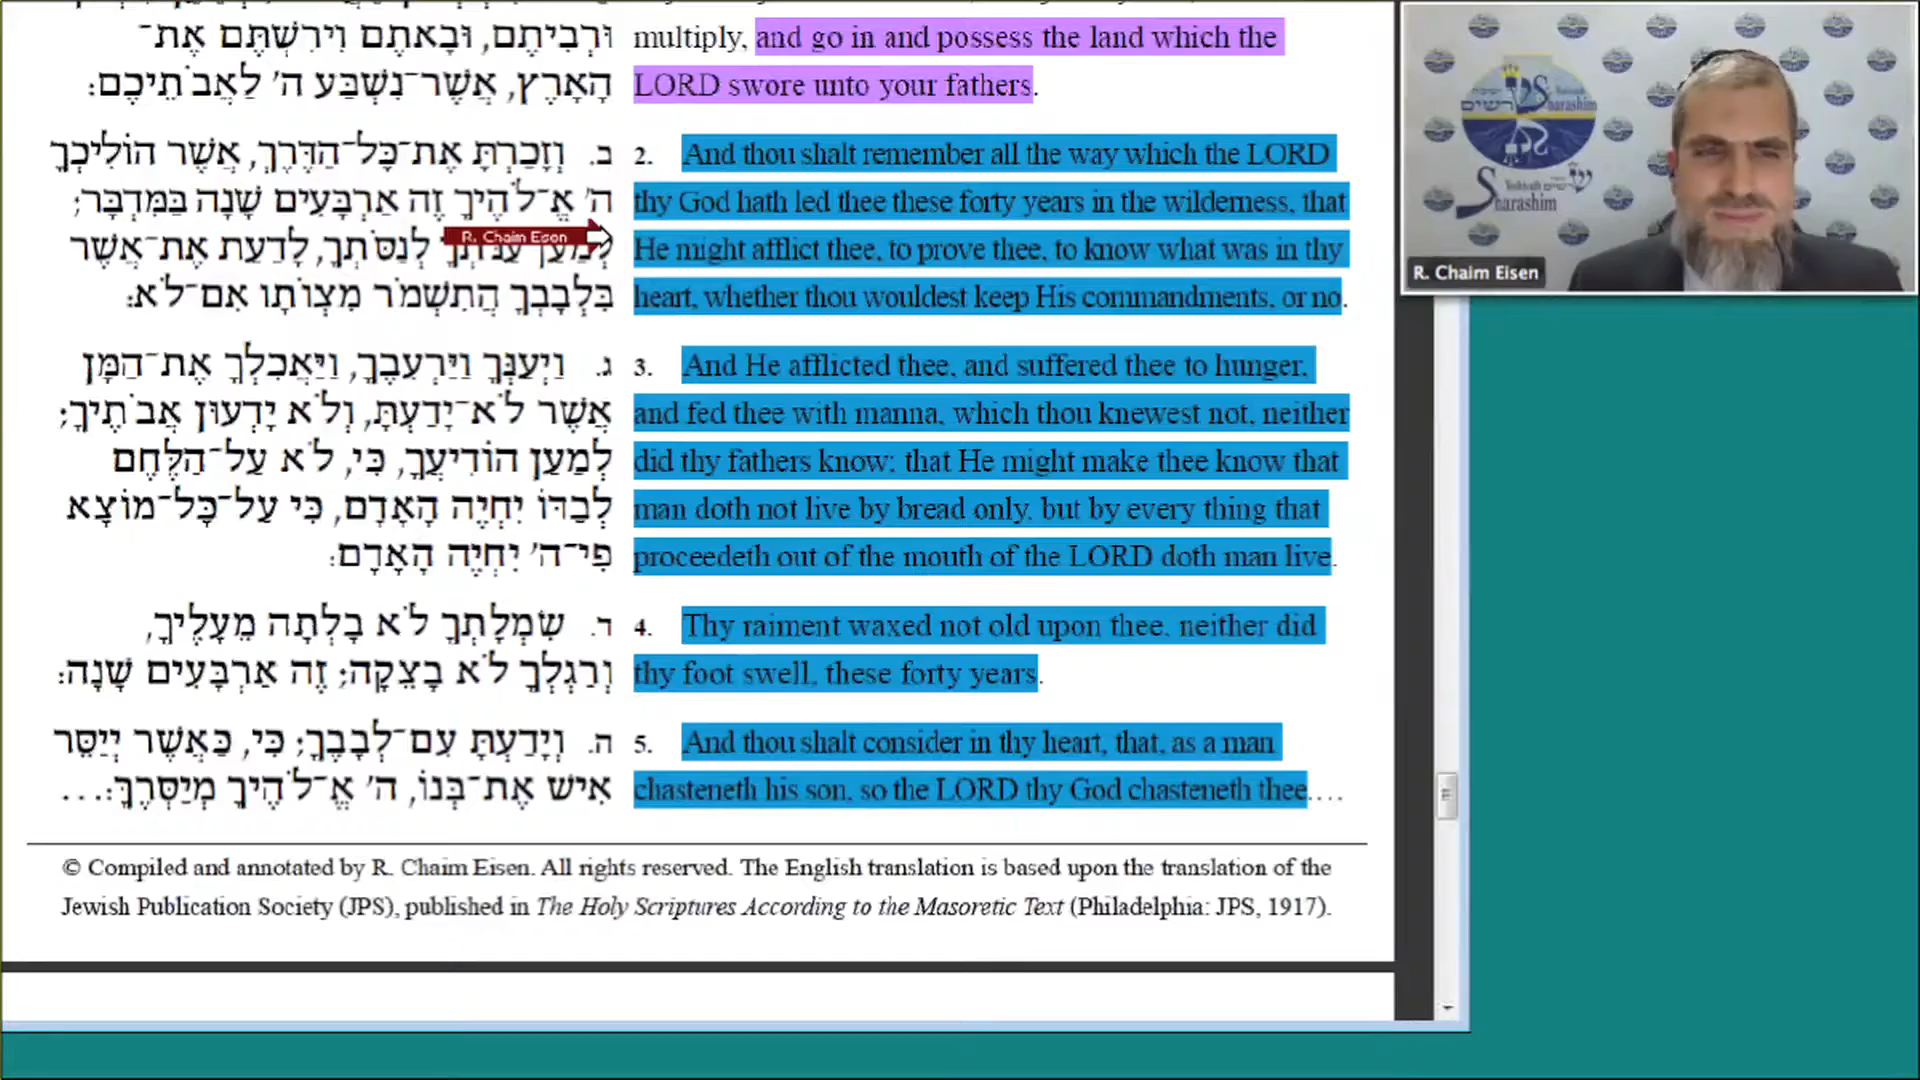 וּרְבִיתֶם, וּבָאתֶם וִירִשְׁתֶּם אֶת־
הָאָרֶץ, אֲשֶׁר־נִשְׁבַּע ה' לַאֲבֹתֵיכֶם:
multiply, and go in and possess the land which the
LORD swore unto your fathers.
ב. וְזָכַרְתָּ אֶת־כָּל־הַדֶּרֶךְ, אֲשֶׁר הוֹלִיכְךָ
ה' אֱ־לֹהֶיךָ זֶה אַרְבָּעִים שָׁנָה בַּמִּדְבָּר;
לְמַעַן עַנֹּתְךָ לְנַסֹּתְךָ, לָדַעַת אֶת־אֲשֶׁר
בִּלְבָבְךָ הֲתִשְׁמֹר מִצְוֹתָו אִם־לֹא:
R. Chaim Eisen
2. And thou shalt remember all the way which the LORD
thy God hath led thee these forty years in the wilderness, that
He might afflict thee, to prove thee, to know what was in thy
heart, whether thou wouldest keep His commandments, or no.
ג. וַיְעַנְּךָ וַיַּרְעִבֶךָ, וַיַּאֲכִלְךָ אֶת־הַמָּן
אֲשֶׁר לֹא־יָדַעְתָּ, וְלֹא יָדְעוּן אֲבֹתֶיךָ;
לְמַעַן הוֹדִיעֲךָ, כִּי, לֹא עַל־הַלֶּחֶם
לְבַדּוֹ יִחְיֶה הָאָדָם, כִּי עַל־כָּל־מוֹצָא
פִי־ה' יִחְיֶה הָאָדָם:
3. And He afflicted thee, and suffered thee to hunger,
and fed thee with manna, which thou knewest not, neither
did thy fathers know; that He might make thee know that
man doth not live by bread only, but by every thing that
proceedeth out of the mouth of the LORD doth man live.
ד. שִׂמְלָתְךָ לֹא בָלְתָה מֵעָלֶיךָ,
וְרַגְלְךָ לֹא בָצֵקָה; זֶה אַרְבָּעִים שָׁנָה:
4. Thy raiment waxed not old upon thee, neither did
thy foot swell, these forty years.
ה. וְיָדַעְתָּ עִם־לְבָבֶךָ; כִּי, כַּאֲשֶׁר יְיַסֵּר
אִישׁ אֶת־בְּנוֹ, ה' אֱ־לֹהֶיךָ מְיַסְּרֶךָּ:...
5. And thou shalt consider in thy heart, that, as a man
chasteneth his son, so the LORD thy God chasteneth thee....
© Compiled and annotated by R. Chaim Eisen. All rights reserved. The English translation is based upon the translation of the
Jewish Publication Society (JPS), published in The Holy Scriptures According to the Masoretic Text (Philadelphia: JPS, 1917).
Sharashim
Yeshivah
Sharashim
R. Chaim Eisen